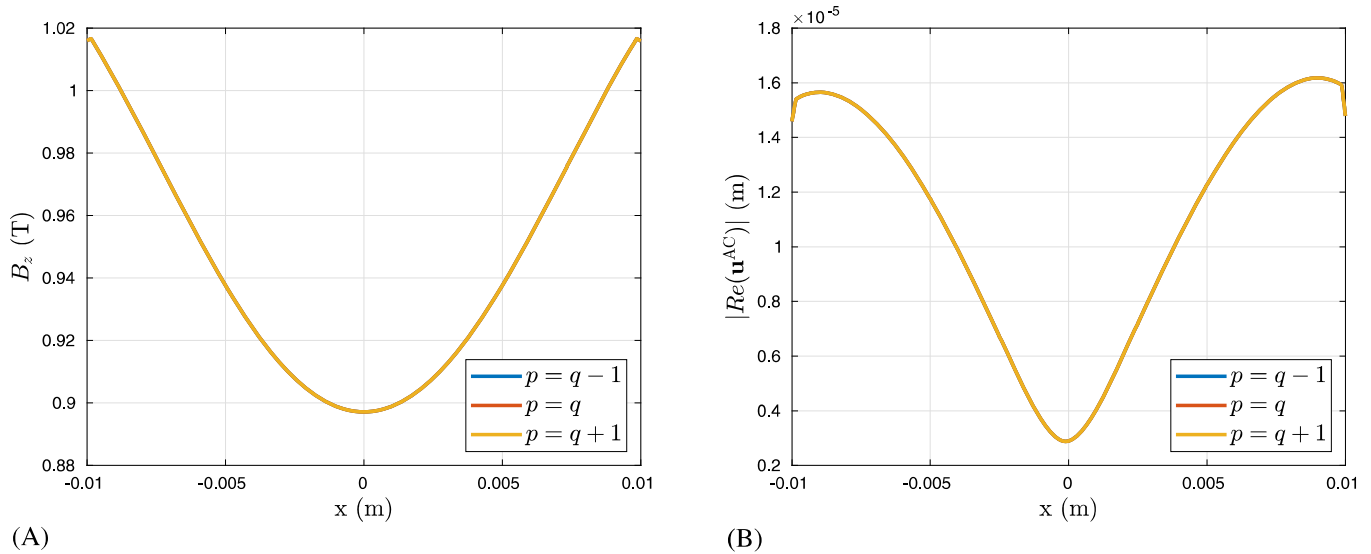 1.02
1
0.98
0.96
0.94
0.92
0.9
0.88
B_z (T)
-0.01
-0.005
0
0.005
0.01
x (m)
p = q − 1
p = q
p = q + 1
(A)
×10⁻⁵
1.8
1.6
1.4
1.2
1
0.8
0.6
0.4
0.2
|Re(u^AC)| (m)
-0.01
-0.005
0
0.005
0.01
x (m)
p = q − 1
p = q
p = q + 1
(B)